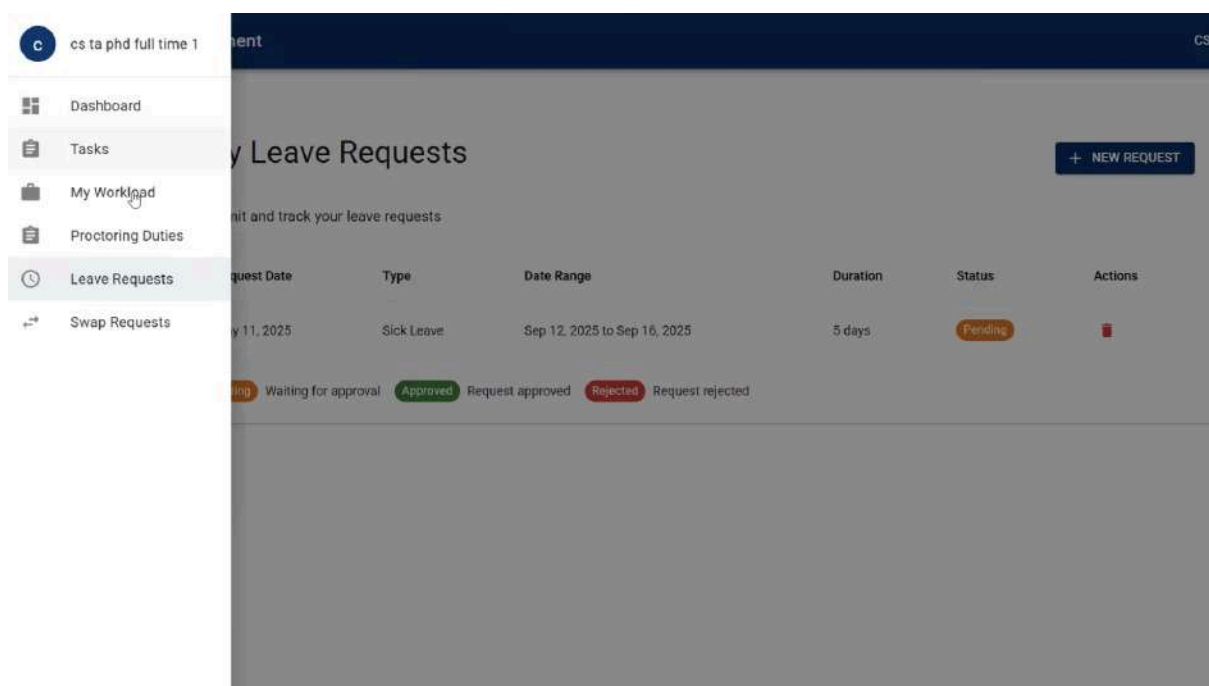 C cs ta phd full time 1
ment CS
Dashboard
Tasks
y Leave Requests
+ NEW REQUEST
My Workload
mit and track your leave requests
Proctoring Duties
Leave Requests
quest Date Type Date Range Duration Status Actions
Swap Requests
y 11, 2025 Sick Leave Sep 12, 2025 to Sep 16, 2025 5 days Pending
ding Waiting for approval Approved Request approved Rejected Request rejected